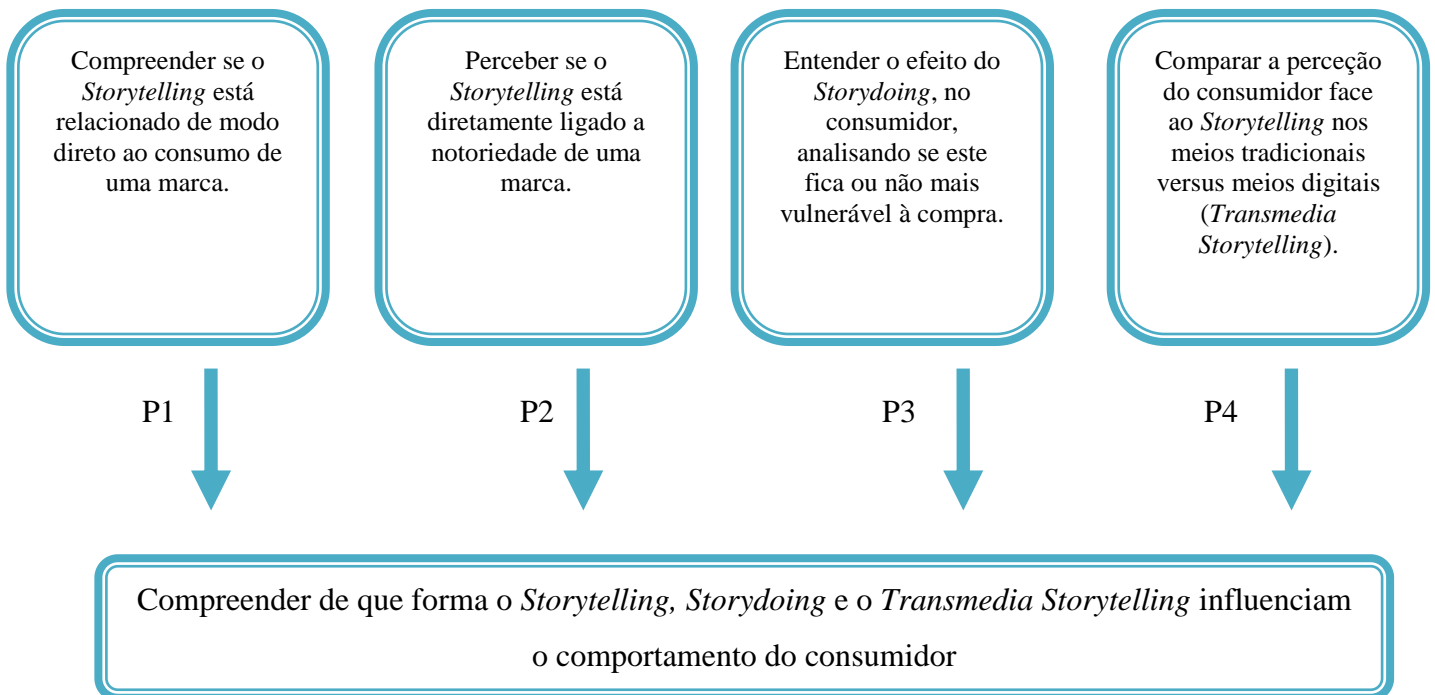 Compreender se o
Storytelling está
relacionado de modo
direto ao consumo de
uma marca.
Perceber se o
Storytelling está
diretamente ligado a
notoriedade de uma
marca.
Entender o efeito do
Storydoing, no
consumidor,
analisando se este
fica ou não mais
vulnerável à compra.
Comparar a perceção
do consumidor face
ao Storytelling nos
meios tradicionais
versus meios digitais
(Transmedia
Storytelling).
P1
P2
P3
P4
Compreender de que forma o Storytelling, Storydoing e o Transmedia Storytelling influenciam
o comportamento do consumidor